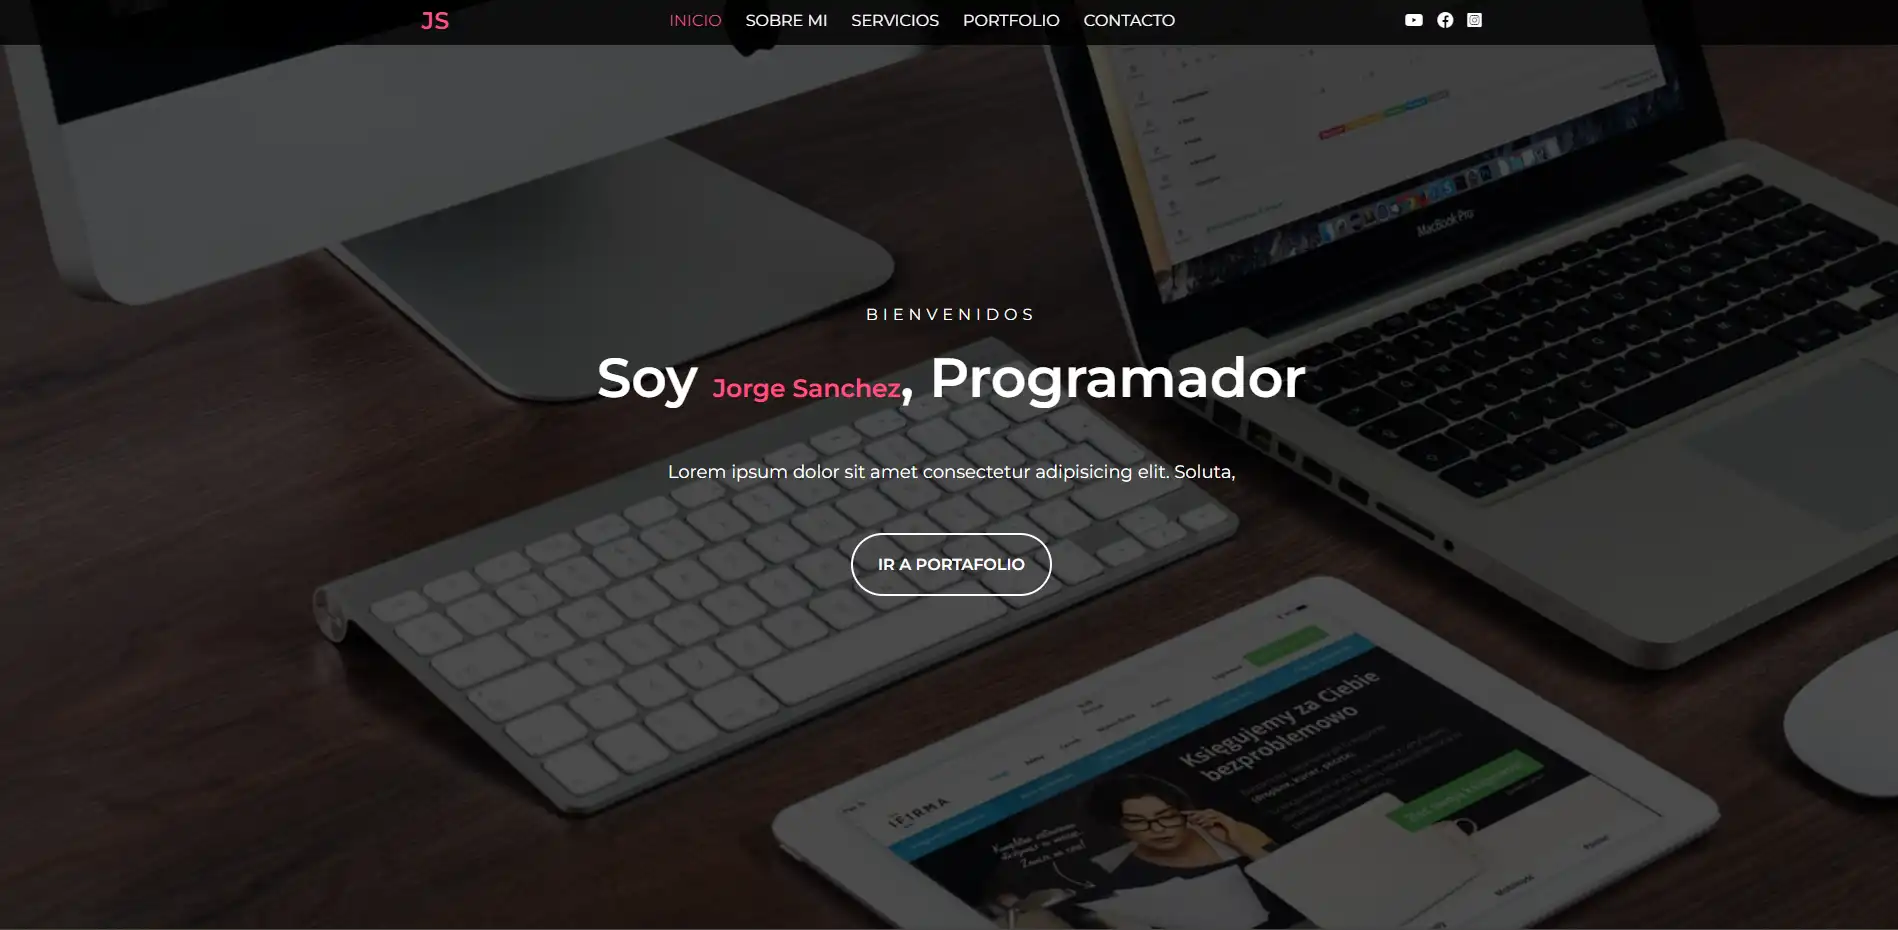 JS
INICIO SOBRE MI SERVICIOS PORTFOLIO CONTACTO
MacBook Pro
BIENVENIDOS
Soy Jorge Sanchez, Programador
Lorem ipsum dolor sit amet consectetur adipisicing elit. Soluta,
IR A PORTAFOLIO
Księgujemy za Ciebie
bezproblemowo
IFIRMA